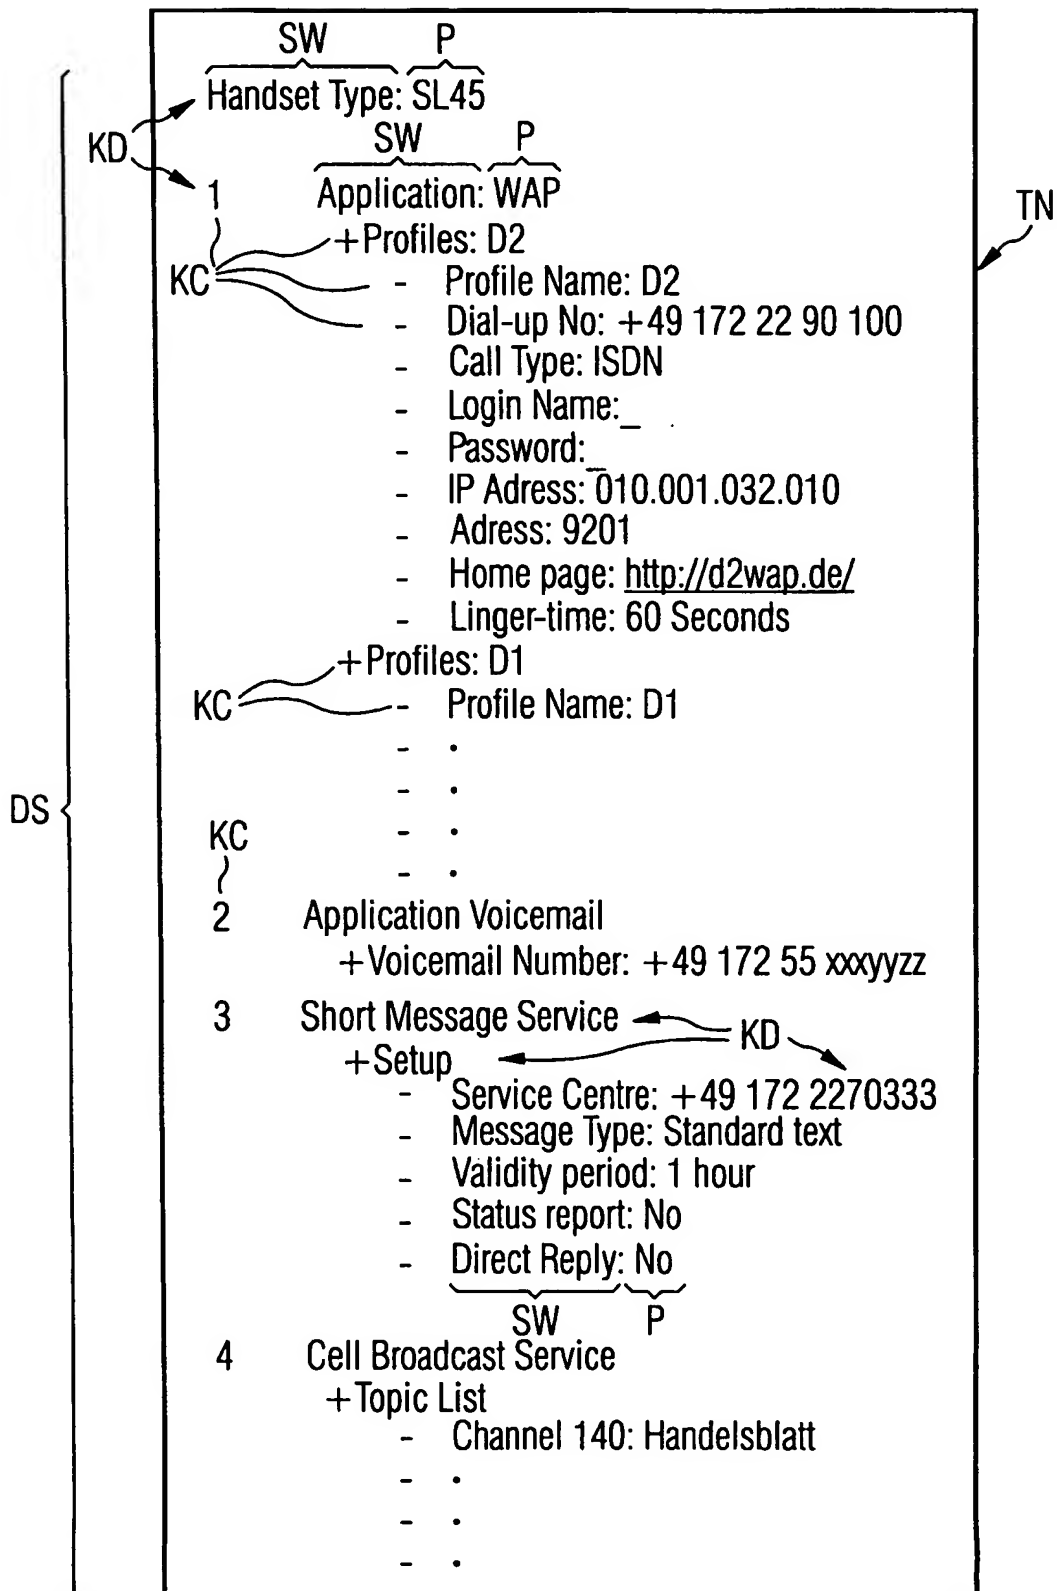 SW P
Handset Type: SL45
KD
SW P
1 Application: WAP
TN
+Profiles: D2
KC - Profile Name: D2
- Dial-up No: +49 172 22 90 100
- Call Type: ISDN
- Login Name:_
- Password:_
- IP Adress: 010.001.032.010
- Adress: 9201
- Home page: http://d2wap.de/
- Linger-time: 60 Seconds
+Profiles: D1
KC - Profile Name: D1
- .
- .
DS
KC - .
- .
2 Application Voicemail
+Voicemail Number: +49 172 55 xxxyyzz
3 Short Message Service
KD
+Setup
- Service Centre: +49 172 2270333
- Message Type: Standard text
- Validity period: 1 hour
- Status report: No
- Direct Reply: No
SW P
4 Cell Broadcast Service
+Topic List
- Channel 140: Handelsblatt
- .
- .
- .